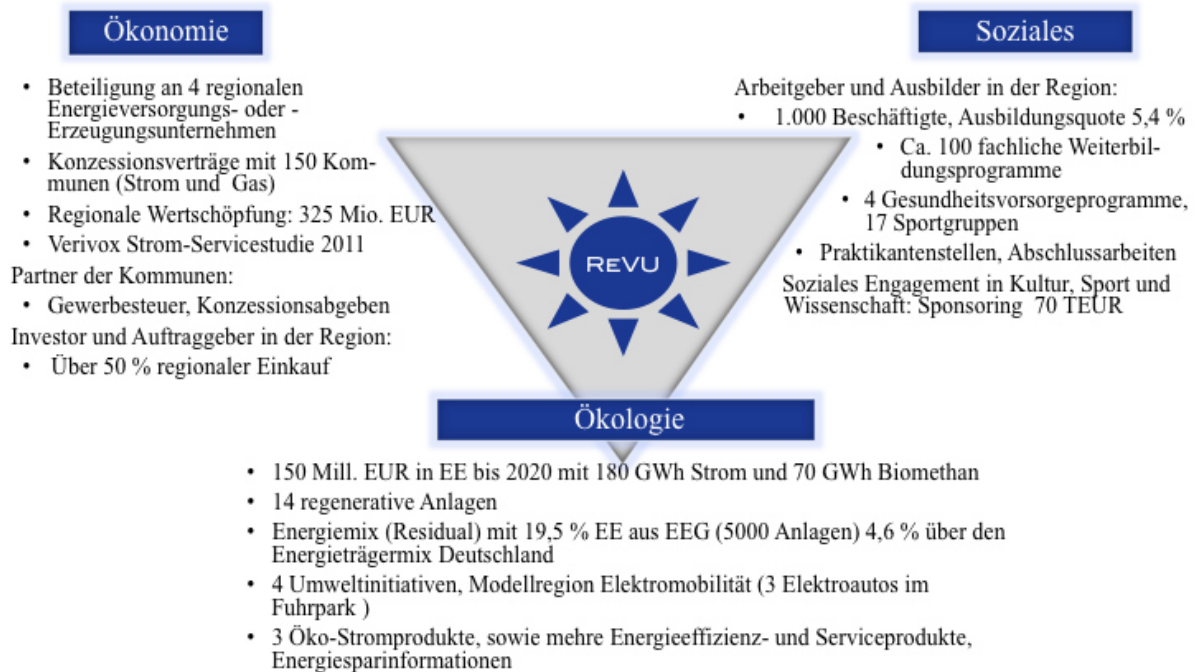 Ökonomie
• Beteiligung an 4 regionalen
Energieversorgungs- oder -
Erzeugungsunternehmen
• Konzessionsverträge mit 150 Kom-
munen (Strom und Gas)
• Regionale Wertschöpfung: 325 Mio. EUR
• Verivox Strom-Servicestudie 2011
Partner der Kommunen:
• Gewerbesteuer, Konzessionsabgeben
Investor und Auftraggeber in der Region:
• Über 50 % regionaler Einkauf
Soziales
Arbeitgeber und Ausbilder in der Region:
• 1.000 Beschäftigte, Ausbildungsquote 5,4 %
• Ca. 100 fachliche Weiterbil-
dungsprogramme
• 4 Gesundheitsvorsorgeprogramme,
17 Sportgruppen
• Praktikantenstellen, Abschlussarbeiten
Soziales Engagement in Kultur, Sport und
Wissenschaft: Sponsoring 70 TEUR
REVU
Ökologie
• 150 Mill. EUR in EE bis 2020 mit 180 GWh Strom und 70 GWh Biomethan
• 14 regenerative Anlagen
• Energiemix (Residual) mit 19,5 % EE aus EEG (5000 Anlagen) 4,6 % über den
Energieträgermix Deutschland
• 4 Umweltinitiativen, Modellregion Elektromobilität (3 Elektroautos im
Fuhrpark )
• 3 Öko-Stromprodukte, sowie mehre Energieeffizienz- und Serviceprodukte,
Energiesparinformationen